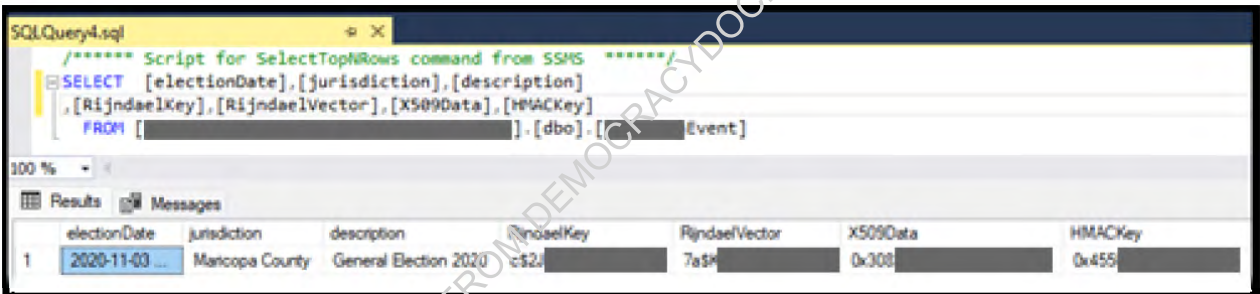 SQLQuery4.sql
/****** Script for SelectTopNRows command from SSMS ******/
SELECT [electionDate],[jurisdiction],[description]
,[RijndaelKey],[RijndaelVector],[X509Data],[HMACKey]
FROM [ ].[dbo].[ Event]
100 %
Results Messages
electionDate jurisdiction description RijndaelKey RijndaelVector X509Data HMACKey
1 2020-11-03 ... Maricopa County General Election 2020 c$2J 7a$K 0x308 0x455
FROM DEMOCRACYDOC